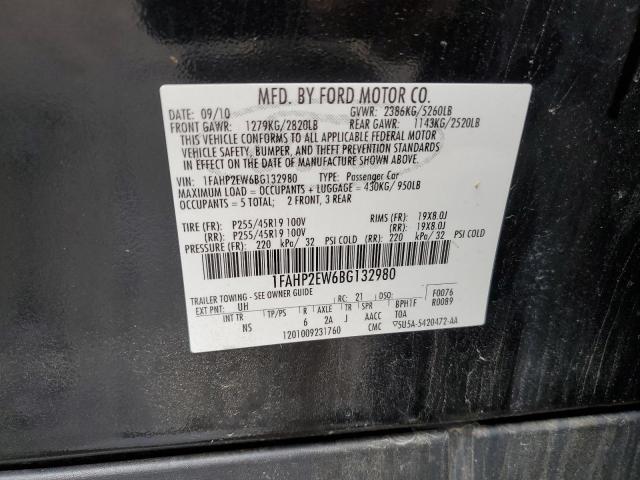 MFD. BY FORD MOTOR CO.
DATE: 09/10 GVWR: 2386KG/5260LB
FRONT GAWR: 1279KG/2820LB REAR GAWR: 1143KG/2520LB
THIS VEHICLE CONFORMS TO ALL APPLICABLE FEDERAL MOTOR
VEHICLE SAFETY, BUMPER, AND THEFT PREVENTION STANDARDS
IN EFFECT ON THE DATE OF MANUFACTURE SHOWN ABOVE.
VIN: 1FAHP2EW6BG132980 TYPE: Passenger Car
MAXIMUM LOAD = OCCUPANTS + LUGGAGE = 430KG/ 950LB
OCCUPANTS = 5 TOTAL; 2 FRONT, 3 REAR
TIRE (FR): P255/45R19 100V RIMS (FR): 19X8.0J
(RR): P255/45R19 100V (RR): 19X8.0J
PRESSURE (FR): 220 kPa/ 32 PSI COLD (RR): 220 kPa/ 32 PSI COLD
1FAHP2EW6BG132980
TRAILER TOWING - SEE OWNER GUIDE
EXT PNT: UH RC: 21 DSO: F0076
INT TR TP/PS R AXLE TR SPR BPH1F R0089
NS 6 2A J AACC TOA
1201009231760 CMC 5U5A-5420472-AA